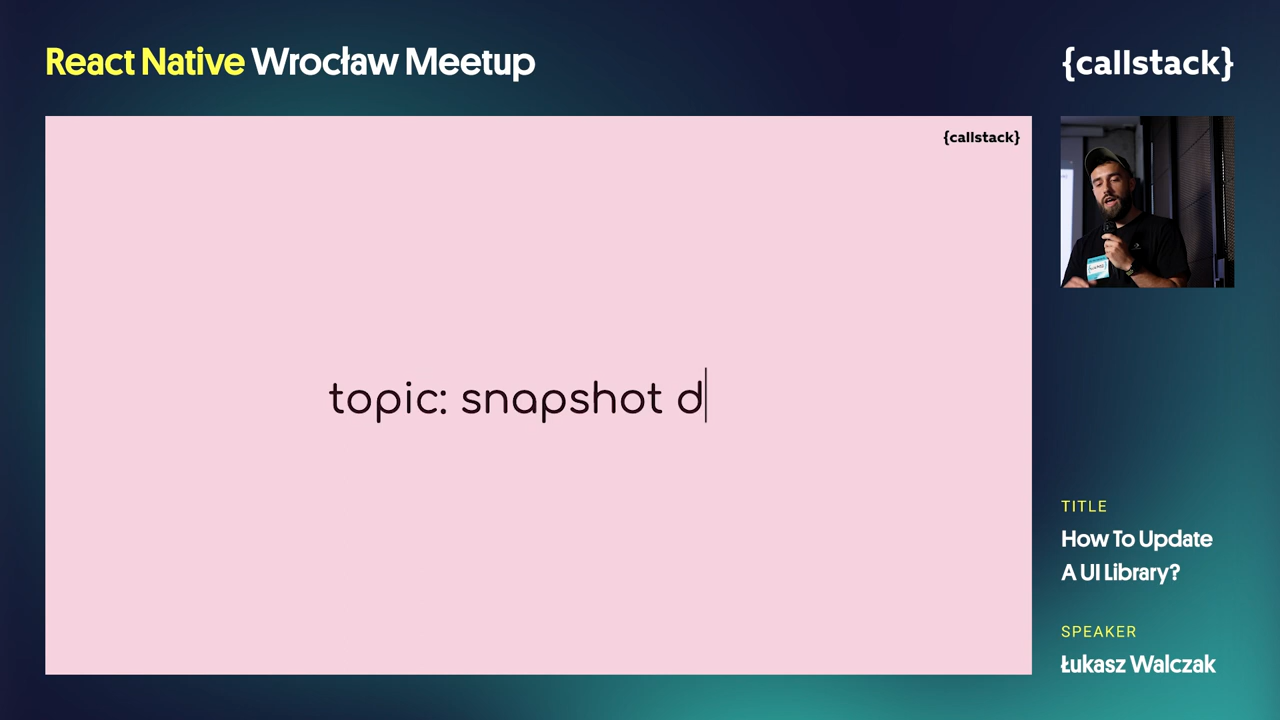 React Native Wrocław Meetup
{callstack}
{callstack}
topic: snapshot d
TITLE
How To Update
A UI Library?
SPEAKER
Łukasz Walczak